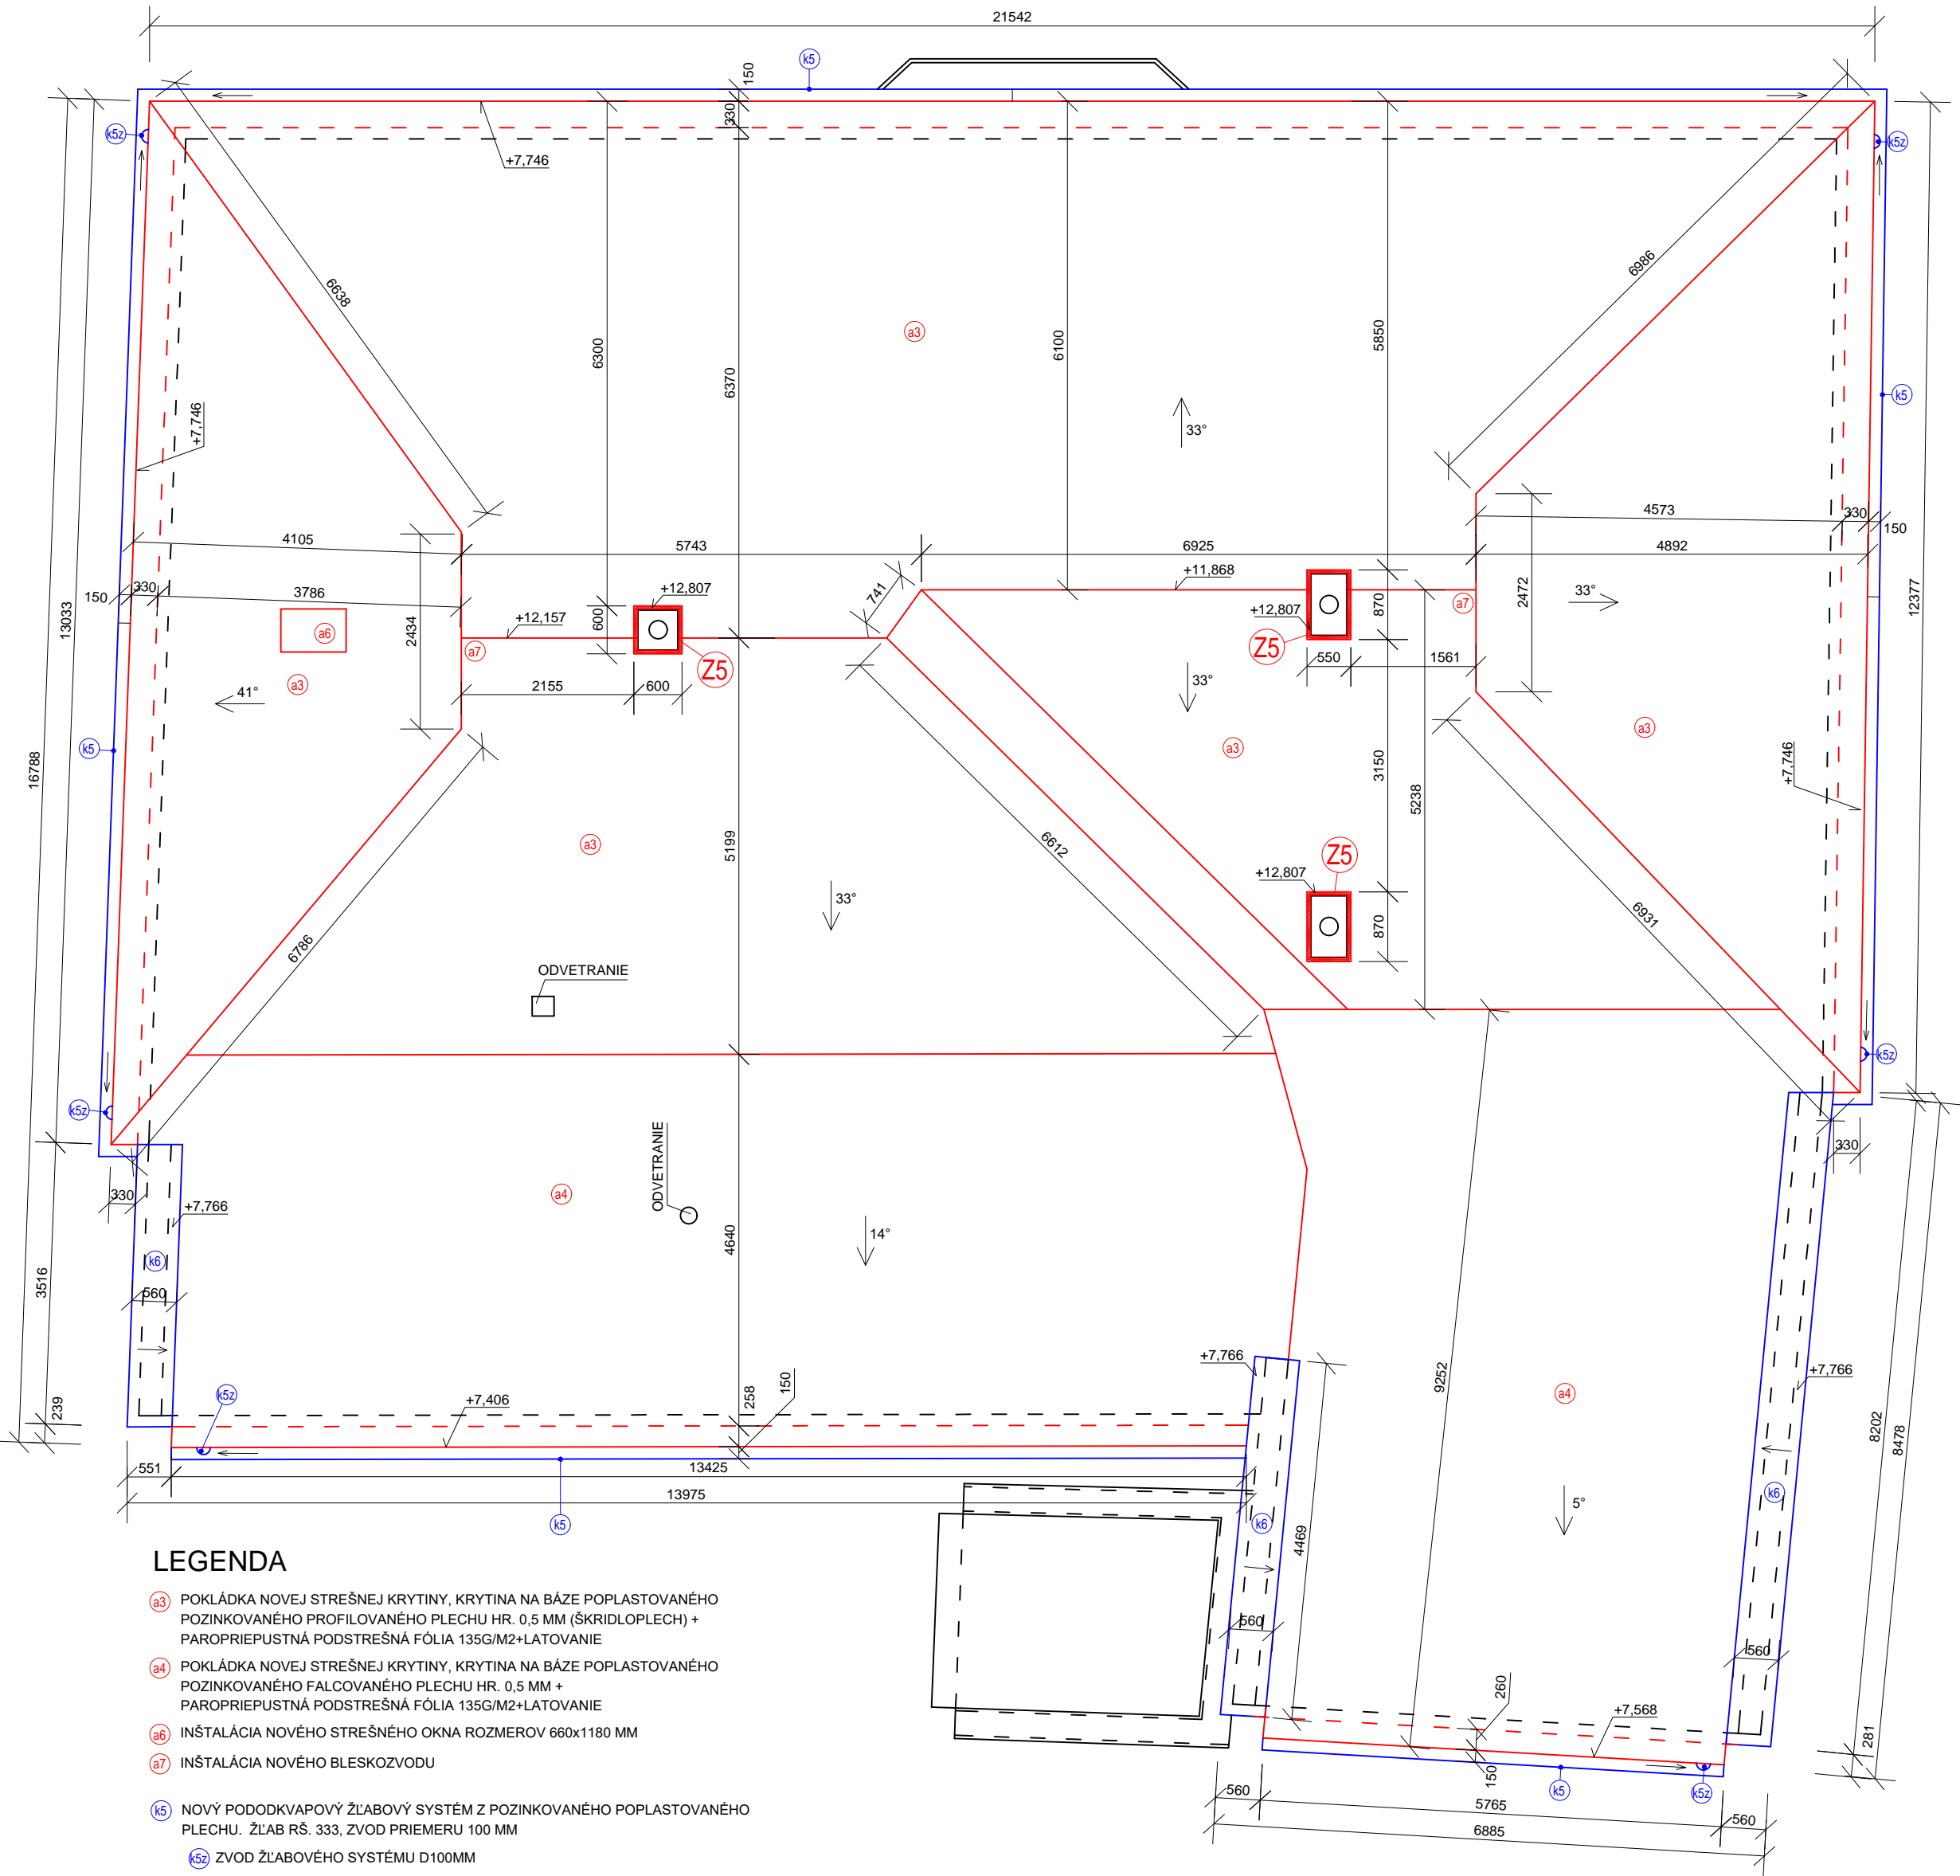 21542
k5
150
330
k5z
k5z
+7,746
6638
6986
6300
6370
6100
5850
a3
33°
k5
+7,746
13033
16788
12377
4105
5743
6925
4573
330
150
4892
150
330
3786
2434
a6
a3
41°
k5
+12,157
a7
600
+12,807
Z5
2155
600
741
+11,868
+12,807
Z5
870
550
1561
a7
2472
33°
33°
a3
a3
+7,746
3150
5238
a3
33°
6612
Z5
+12,807
870
6931
6786
ODVETRANIE
k5z
k5z
330
330
+7,766
ODVETRANIE
a4
4640
5199
14°
k6
560
3516
239
k5z
+7,406
258
150
551
13425
13975
k5
+7,766
9252
a4
+7,766
8202
8478
k6
k6
4469
5°
560
560
260
+7,568
150
281
560
5765
560
6885
k5
k5z
LEGENDA
a3 POKLÁDKA NOVEJ STREŠNEJ KRYTINY, KRYTINA NA BÁZE POPLASTOVANÉHO
POZINKOVANÉHO PROFILOVANÉHO PLECHU HR. 0,5 MM (ŠKRIDLOPLECH) +
PAROPRIEPUSTNÁ PODSTREŠNÁ FÓLIA 135G/M2+LATOVANIE
a4 POKLÁDKA NOVEJ STREŠNEJ KRYTINY, KRYTINA NA BÁZE POPLASTOVANÉHO
POZINKOVANÉHO FALCOVANÉHO PLECHU HR. 0,5 MM +
PAROPRIEPUSTNÁ PODSTREŠNÁ FÓLIA 135G/M2+LATOVANIE
a6 INŠTALÁCIA NOVÉHO STREŠNÉHO OKNA ROZMEROV 660x1180 MM
a7 INŠTALÁCIA NOVÉHO BLESKOZVODU
k5 NOVÝ PODODKVAPOVÝ ŽĽABOVÝ SYSTÉM Z POZINKOVANÉHO POPLASTOVANÉHO
PLECHU. ŽĽAB RŠ. 333, ZVOD PRIEMERU 100 MM
k5z ZVOD ŽĽABOVÉHO SYSTÉMU D100MM